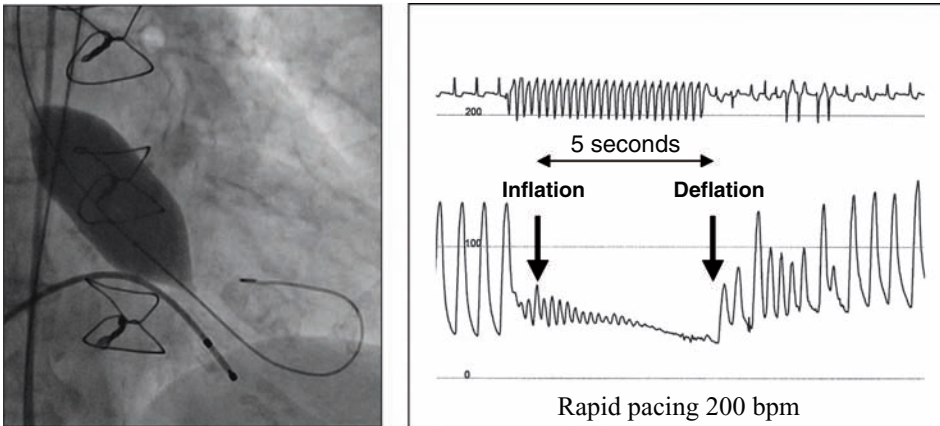 200
5 seconds
Inflation Deflation
100
0
Rapid pacing 200 bpm